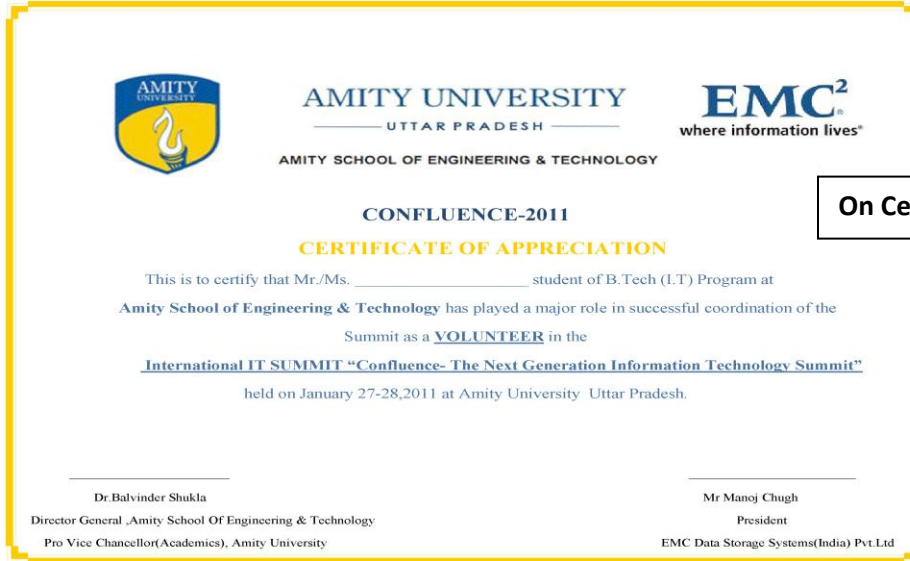 AMITY
UNIVERSITY
AMITY UNIVERSITY
UTTAR PRADESH
AMITY SCHOOL OF ENGINEERING & TECHNOLOGY
EMC²
where information lives®
On Ce
CONFLUENCE-2011
CERTIFICATE OF APPRECIATION
This is to certify that Mr./Ms. ____________________ student of B.Tech (I.T) Program at
Amity School of Engineering & Technology has played a major role in successful coordination of the
Summit as a VOLUNTEER in the
International IT SUMMIT “Confluence- The Next Generation Information Technology Summit”
held on January 27-28,2011 at Amity University Uttar Pradesh.
Dr.Balvinder Shukla
Director General ,Amity School Of Engineering & Technology
Pro Vice Chancellor(Academics), Amity University
Mr Manoj Chugh
President
EMC Data Storage Systems(India) Pvt.Ltd